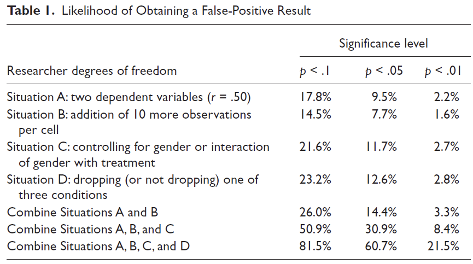 Table 1. Likelihood of Obtaining a False-Positive Result
Significance level
Researcher degrees of freedom p < .1 p < .05 p < .01
Situation A: two dependent variables (r = .50) 17.8% 9.5% 2.2%
Situation B: addition of 10 more observations 14.5% 7.7% 1.6%
per cell
Situation C: controlling for gender or interaction 21.6% 11.7% 2.7%
of gender with treatment
Situation D: dropping (or not dropping) one of 23.2% 12.6% 2.8%
three conditions
Combine Situations A and B 26.0% 14.4% 3.3%
Combine Situations A, B, and C 50.9% 30.9% 8.4%
Combine Situations A, B, C, and D 81.5% 60.7% 21.5%